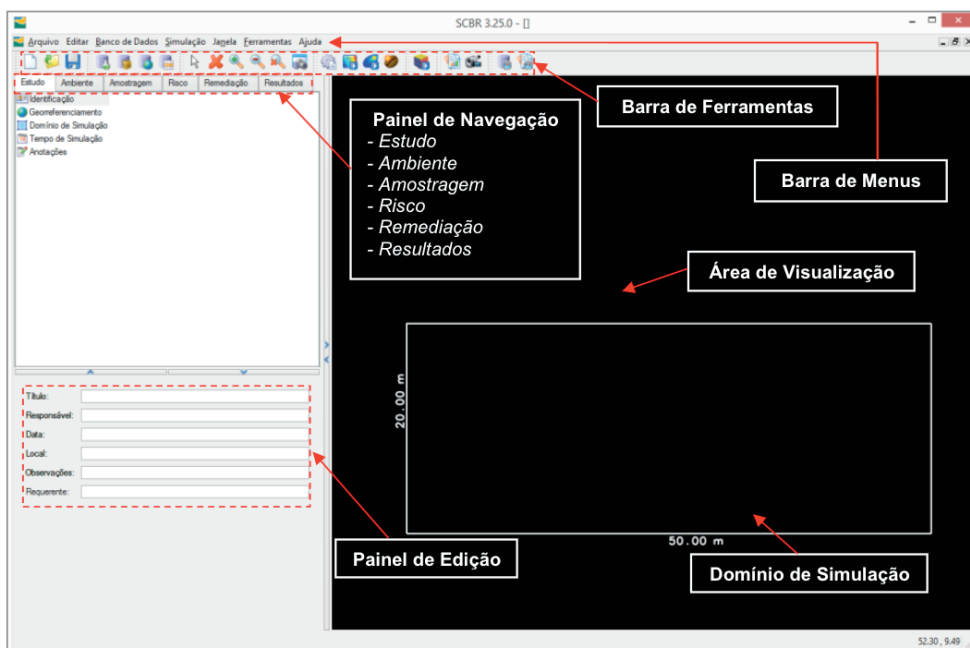 SCBR 3.25.0 - []
Arquivo Editar Banco de Dados Simulação Janela Ferramentas Ajuda
Estudo Ambiente Amostragem Risco Remediação Resultados
Identificação
Georreferenciamento
Domínio de Simulação
Tempo de Simulação
Anotações
Painel de Navegação
- Estudo
- Ambiente
- Amostragem
- Risco
- Remediação
- Resultados
Barra de Ferramentas
Barra de Menus
Área de Visualização
20.00 m
50.00 m
Título:
Responsável:
Data:
Local:
Observações:
Requerente:
Painel de Edição
Domínio de Simulação
52.30 , 9.49